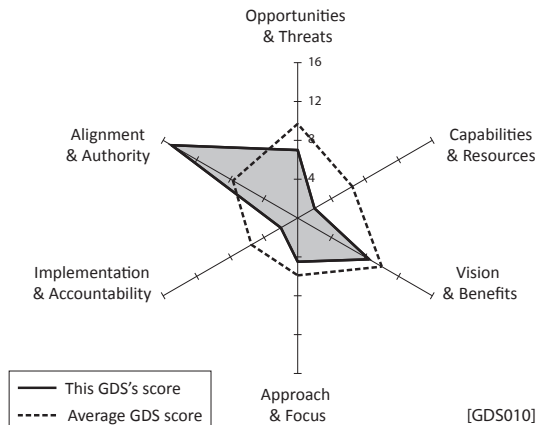 Opportunities
& Threats
16
12
8
4
Alignment
& Authority
Capabilities
& Resources
Implementation
& Accountability
Vision
& Benefits
Approach
& Focus
This GDS's score
Average GDS score
[GDS010]